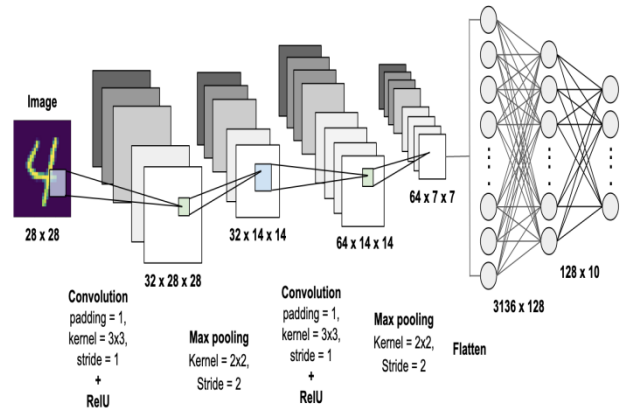 Image
28 x 28
32 x 28 x 28
32 x 14 x 14
64 x 14 x 14
64 x 7 x 7
3136 x 128
128 x 10
Convolution
padding = 1,
kernel = 3x3,
stride = 1
+
RelU
Max pooling
Kernel = 2x2,
Stride = 2
Convolution
padding = 1,
kernel = 3x3,
stride = 1
+
RelU
Max pooling
Kernel = 2x2,
Stride = 2
Flatten